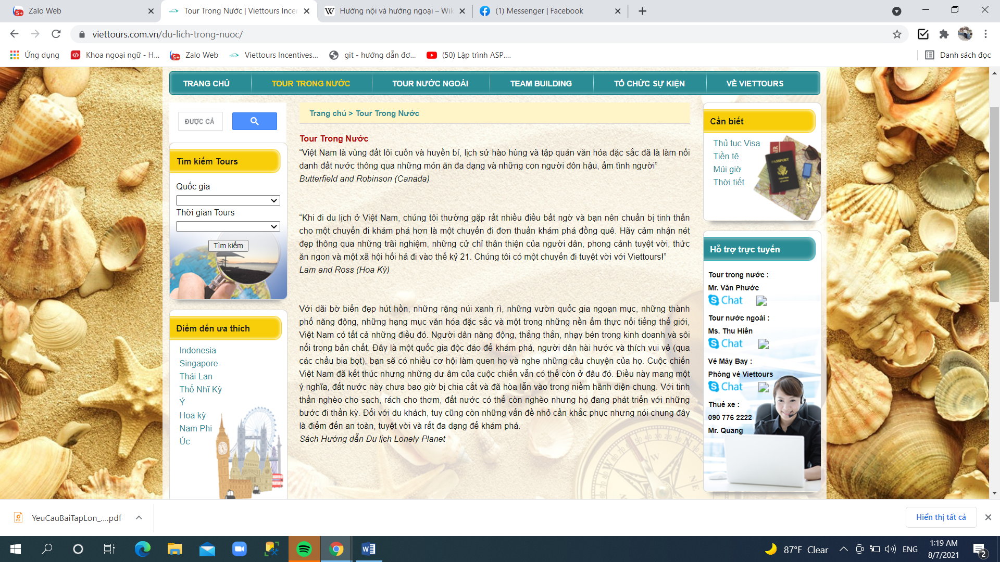 Zalo Web
Tour Trong Nước | Viettours Incen
Hướng nội và hướng ngoại – Wik
(1) Messenger | Facebook
viettours.com.vn/du-lich-trong-nuoc/
Ứng dụng
Khoa ngoại ngữ - H...
Zalo Web
Viettours Incentives...
git - hướng dẫn đơ...
(50) Lập trình ASP....
Danh sách đọc
TRANG CHỦ
TOUR TRONG NƯỚC
TOUR NƯỚC NGOÀI
TEAM BUILDING
TỔ CHỨC SỰ KIỆN
VỀ VIETTOURS
ĐƯỢC CẢ
Tìm kiếm Tours
Quốc gia
Thời gian Tours
Tìm kiếm
Điểm đến ưa thích
Indonesia
Singapore
Thái Lan
Thổ Nhĩ Kỳ
Ý
Hoa kỳ
Nam Phi
Úc
Trang chủ > Tour Trong Nước
Tour Trong Nước
“Việt Nam là vùng đất lôi cuốn và huyền bí, lịch sử hào hùng và tập quán văn hóa đặc sắc đã là làm nổi
danh đất nước thông qua những món ăn đa dạng và những con người đôn hậu, ấm tình người”
Butterfield and Robinson (Canada)
“Khi đi du lịch ở Việt Nam, chúng tôi thường gặp rất nhiều điều bất ngờ và bạn nên chuẩn bị tinh thần
cho một chuyến đi khám phá hơn là một chuyến đi đơn thuần khám phá đồng quê. Hãy cảm nhận nét
đẹp thông qua những trãi nghiệm, những cử chỉ thân thiện của người dân, phong cảnh tuyệt vời, thức
ăn ngon và một xã hội hối hả đi vào thế kỷ 21. Chúng tôi có một chuyến đi tuyệt vời với Viettours!”
Lam and Ross (Hoa Kỳ)
Với dãi bờ biển đẹp hút hồn, những rặng núi xanh rì, những vườn quốc gia ngoạn mục, những thành
phố năng động, những hạng mục văn hóa đặc sắc và một trong những nền ẩm thực nổi tiếng thế giới,
Việt Nam có tất cả những điều đó. Người dân năng động, thẳng thắn, nhạy bén trong kinh doanh và sôi
nổi trong bản chất. Đây là một quốc gia độc đáo để khám phá, người dân hài hước và thích vui vẻ (qua
các chầu bia bọt), bạn sẽ có nhiều cơ hội làm quen họ và nghe những câu chuyện của họ. Cuộc chiến
Việt Nam đã kết thúc nhưng những dư âm của cuộc chiến vẫn có thể còn ở đâu đó. Điều này mang một
ý nghĩa, đất nước này chưa bao giờ bị chia cắt và đã hòa lẫn vào trong niềm hãnh diện chung. Với tinh
thần nghèo cho sạch, rách cho thơm, đất nước có thể còn nghèo nhưng họ đang phát triển với những
bước đi thần kỳ. Đối với du khách, tuy cũng còn những vấn đề nhỏ cần khắc phục nhưng nói chung đây
là điểm đến an toàn, tuyệt vời và rất đa dạng để khám phá.
Sách Hướng dẫn Du lịch Lonely Planet
Cần biết
Thủ tục Visa
Tiền tệ
Múi giờ
Thời tiết
PASSPORT
Hỗ trợ trực tuyến
Tour trong nước :
Mr. Văn Phước
Chat
Tour nước ngoài :
Ms. Thu Hiền
Chat
Vé Máy Bay :
Phòng vé Viettours
Chat
Thuê xe :
090 776 2222
Mr. Quang
YeuCauBaiTapLon_....pdf
Hiển thị tất cả
87°F Clear
ENG
1:19 AM
8/7/2021
2